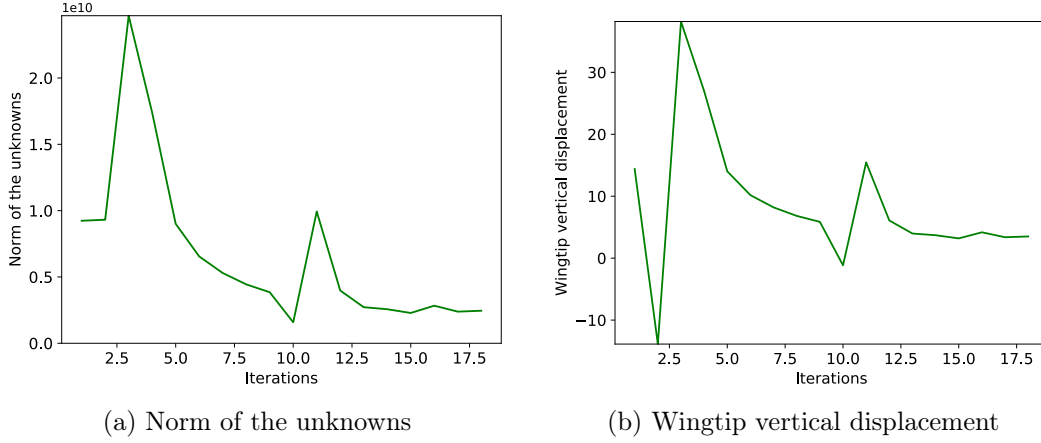 1e10
2.0
1.5
1.0
0.5
0.0
Norm of the unknowns
2.5 5.0 7.5 10.0 12.5 15.0 17.5
Iterations
(a) Norm of the unknowns
30
20
10
0
−10
Wingtip vertical displacement
2.5 5.0 7.5 10.0 12.5 15.0 17.5
Iterations
(b) Wingtip vertical displacement